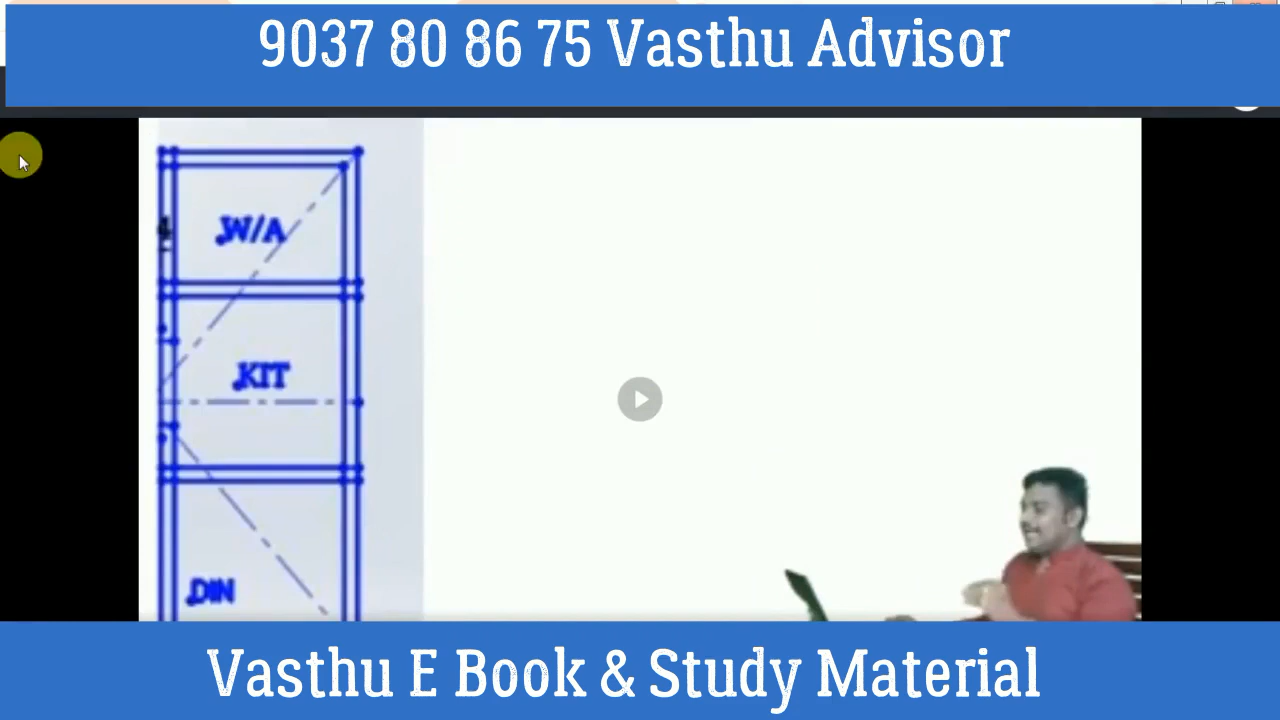 9037 80 86 75 Vasthu Advisor
W/A
KIT
DIN
Vasthu E Book & Study Material